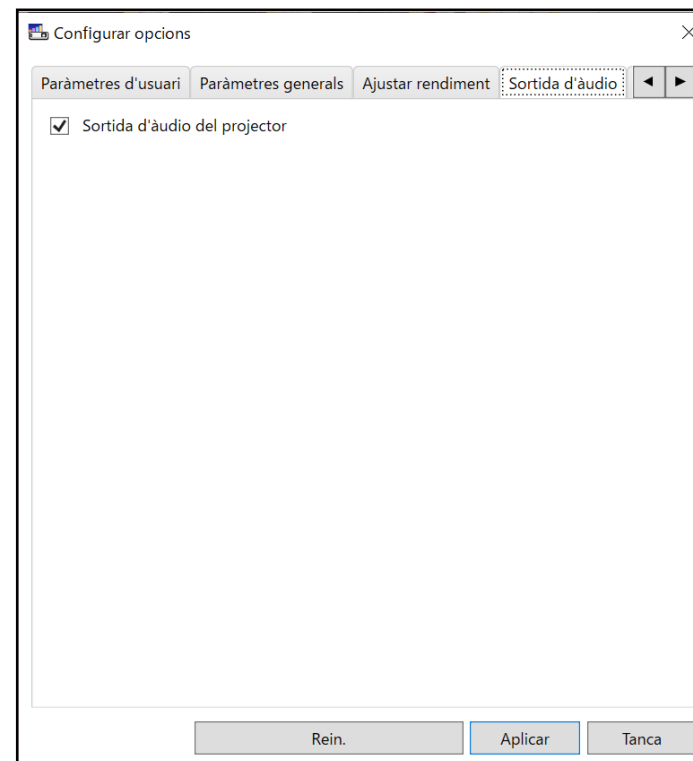 Configurar opcions
Paràmetres d'usuari Paràmetres generals Ajustar rendiment Sortida d'àudio
Sortida d'àudio del projector
Rein. Aplicar Tanca